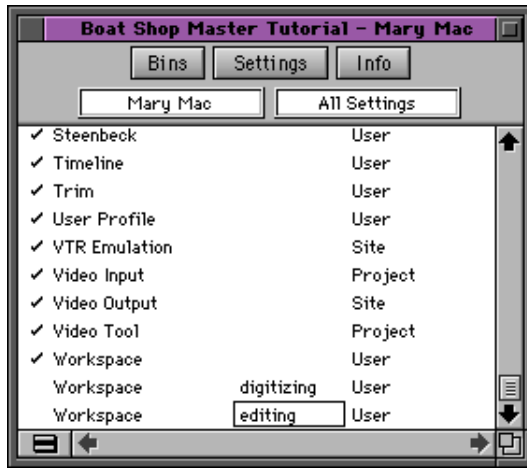 Boat Shop Master Tutorial - Mary Mac
Bins Settings Info
Mary Mac All Settings
✓ Steenbeck User
✓ Timeline User
✓ Trim User
✓ User Profile User
✓ VTR Emulation Site
✓ Video Input Project
✓ Video Output Site
✓ Video Tool Project
✓ Workspace User
Workspace digitizing User
Workspace editing User